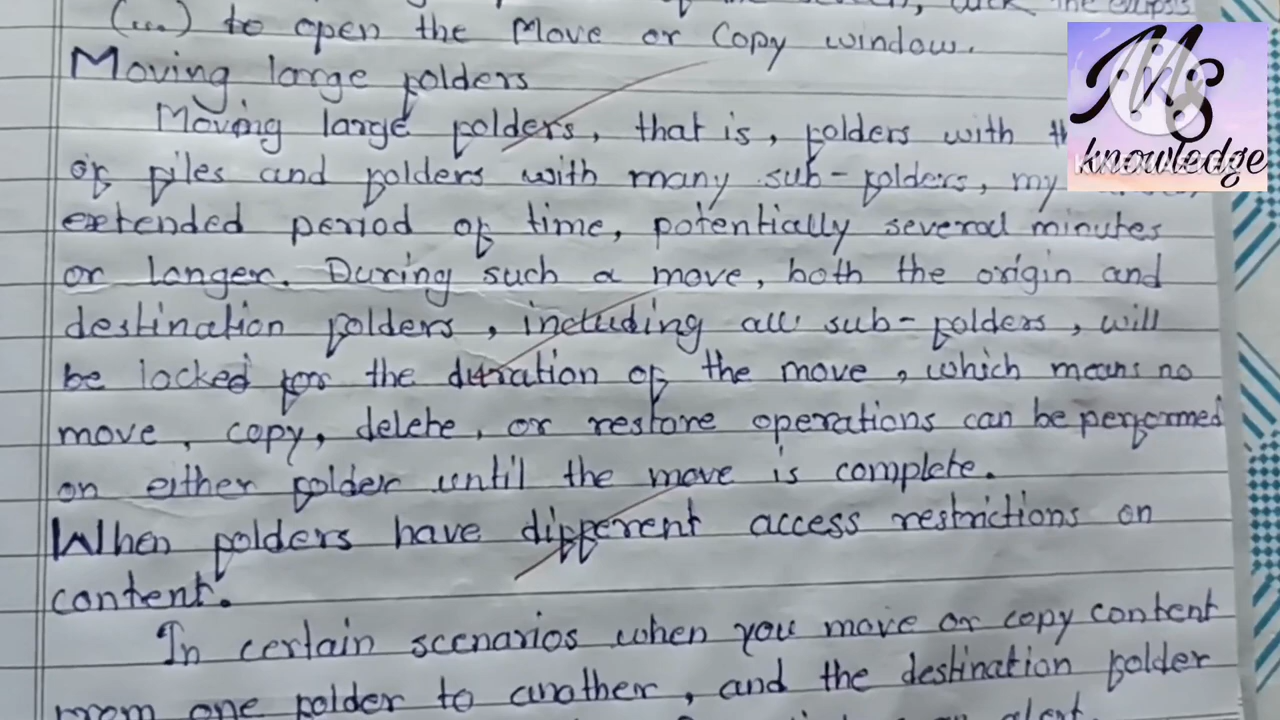 (....) to open the Move or Copy window.
Moving large folders
Moving large folders, that is, folders with
of files and folders with many sub-folders, my
extended period of time, potentially several minutes
or longer. During such a move, both the origin and
destination folders, including all sub-folders, will
be locked for the duration of the move, which means no
move, copy, delete, or restore operations can be performed
on either folder until the move is complete.
When folders have different access restrictions on
content.
In certain scenarios when you move or copy content
from one folder to another, and the destination folder
alert.
MS
knowledge